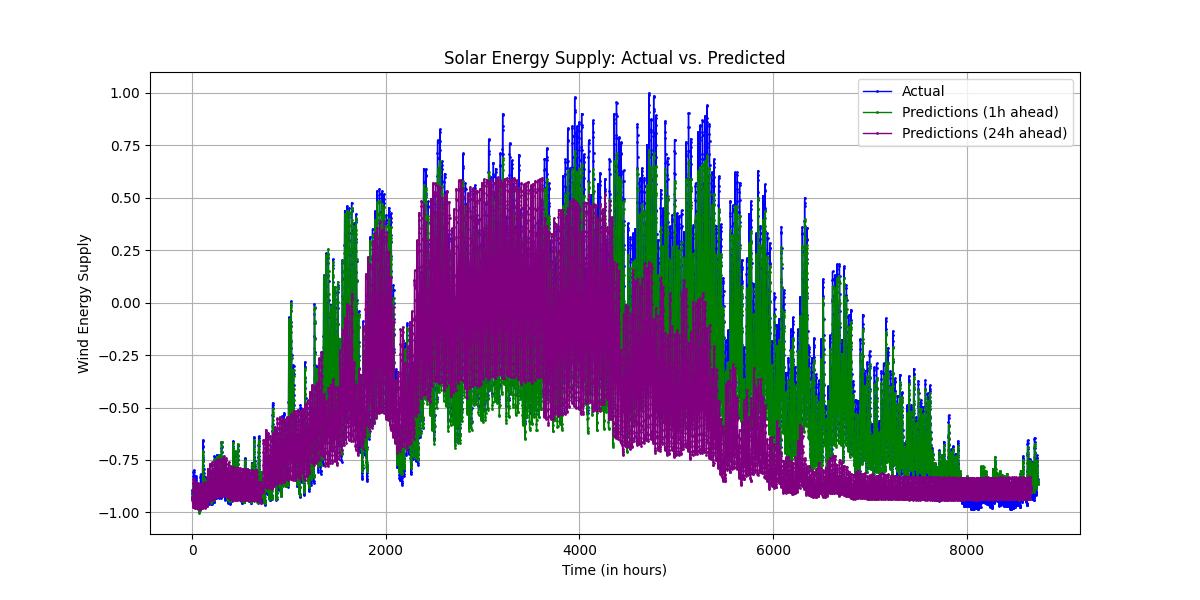 Solar Energy Supply: Actual vs. Predicted
Actual
Predictions (1h ahead)
Predictions (24h ahead)
1.00
0.75
0.50
0.25
0.00
−0.25
−0.50
−0.75
−1.00
Wind Energy Supply
0 2000 4000 6000 8000
Time (in hours)